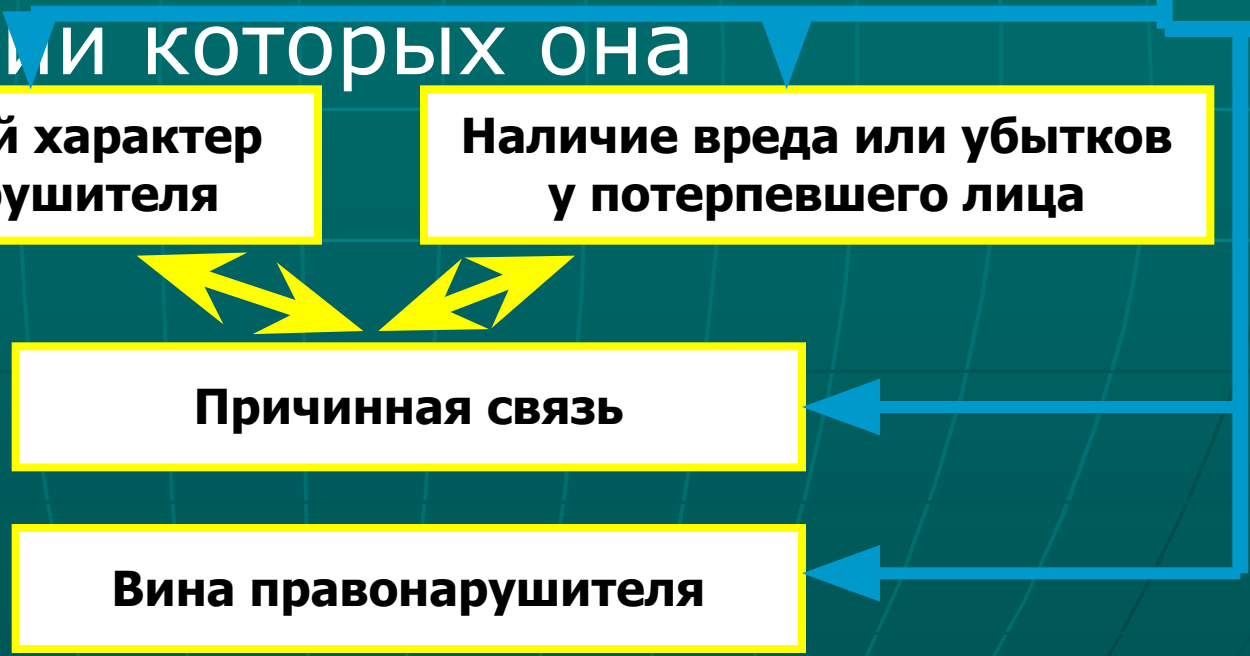 ии которых она
й характер
рушителя
Наличие вреда или убытков
у потерпевшего лица
Причинная связь
Вина правонарушителя